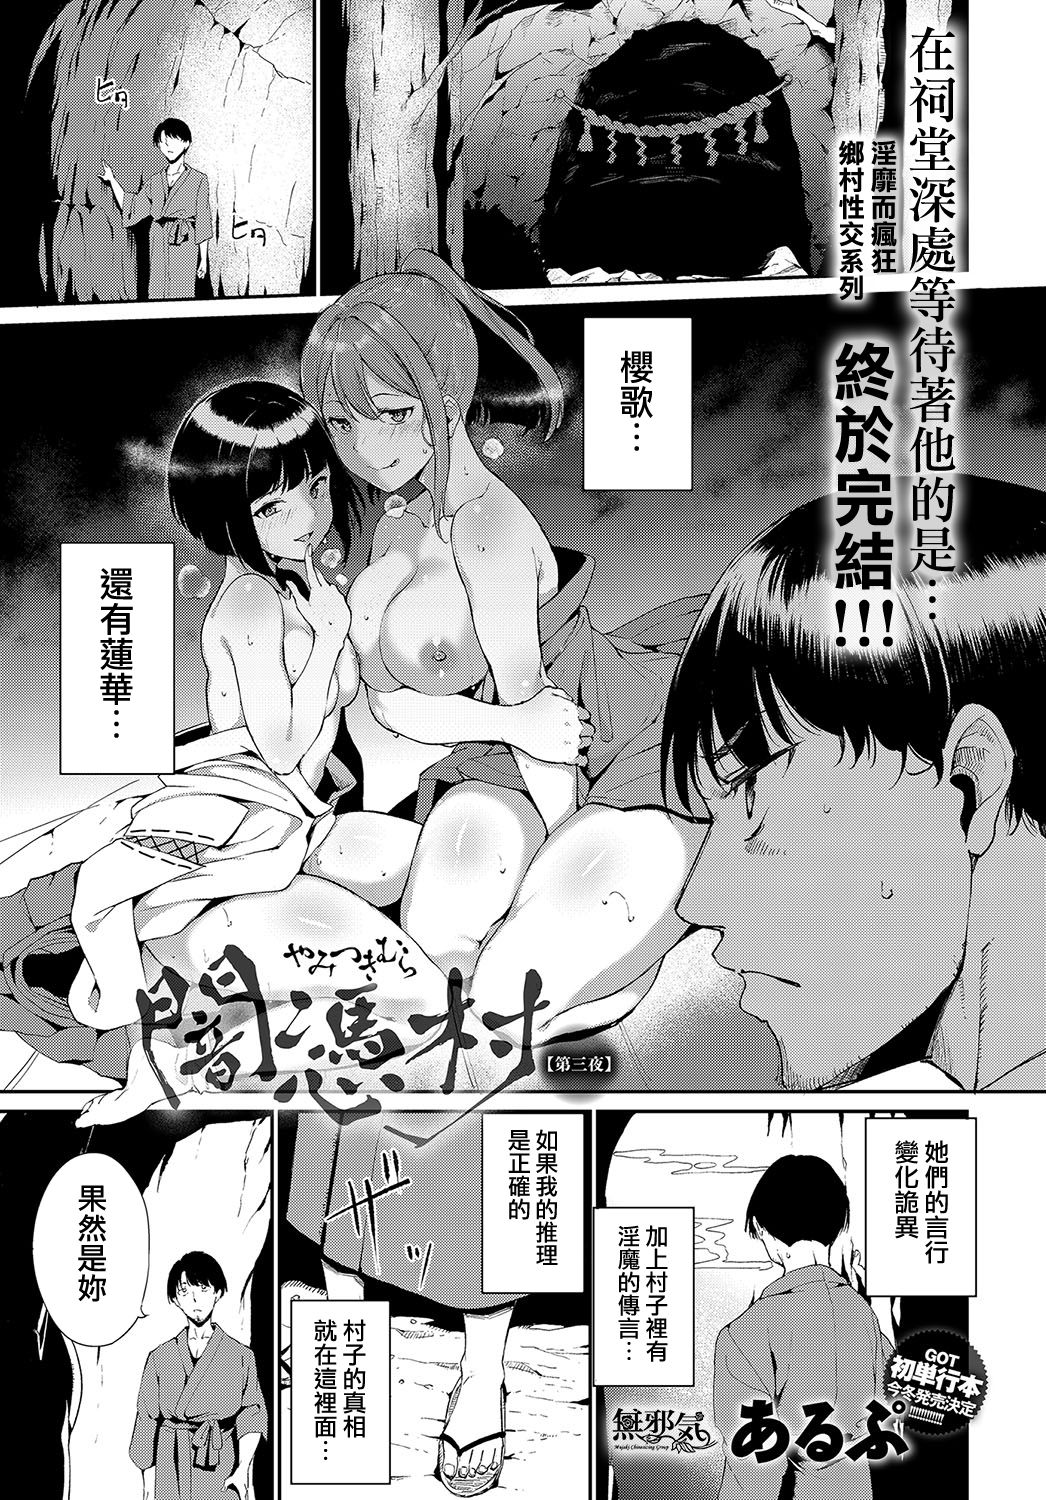 在祠堂深處等待著他的是…
淫靡而瘋狂
鄉村性交系列
終於完結!!!
ヒタ
ヒタ
櫻歌…
還有蓮華…
やみつきむら
闇憑村
【第三夜】
她們的言行
變化詭異
加上村子裡有
淫魔的傳言…
如果我的推理
是正確的
ザッ
村子的真相
就在這裡面…
果然是妳
GOT
初単行本
今冬発売決定
!!!!!!!!!!
無邪気
Mujaki Chineseizing Group
あるぷ